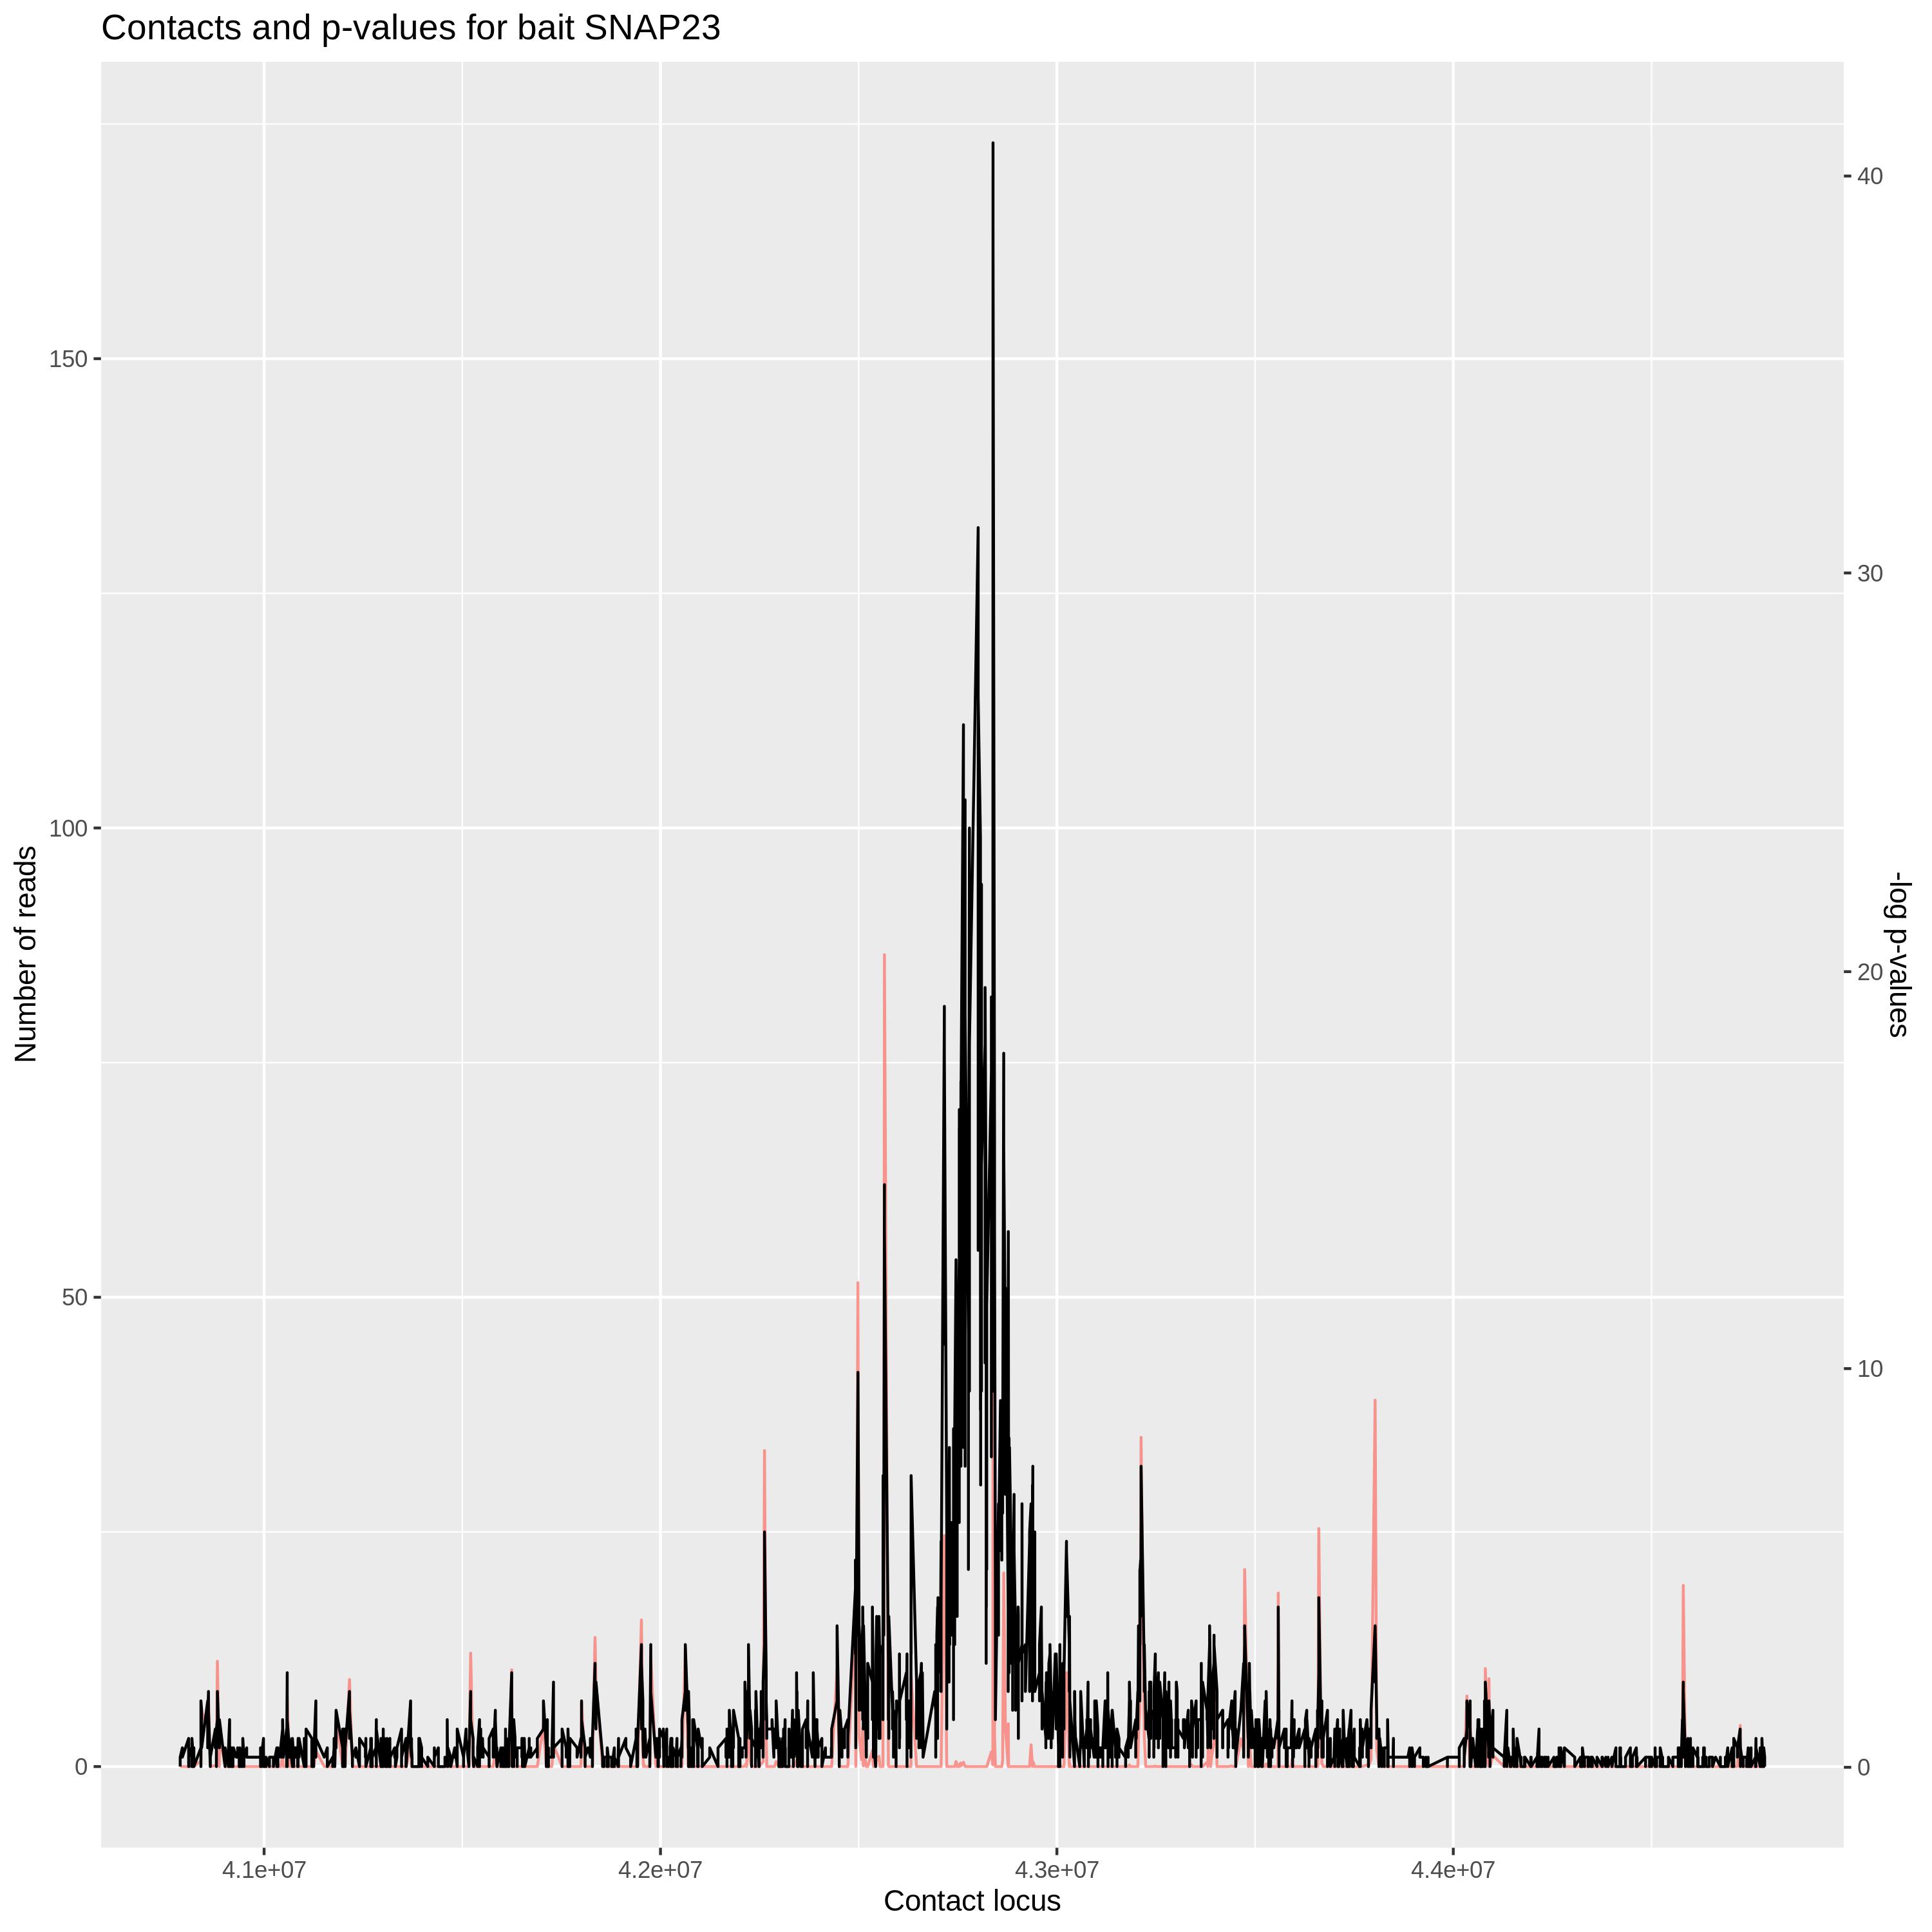 Contacts and p-values for bait SNAP23
Number of reads
150
100
50
0
40
30
20
10
0
-log p-values
4.1e+07
4.2e+07
4.3e+07
4.4e+07
Contact locus